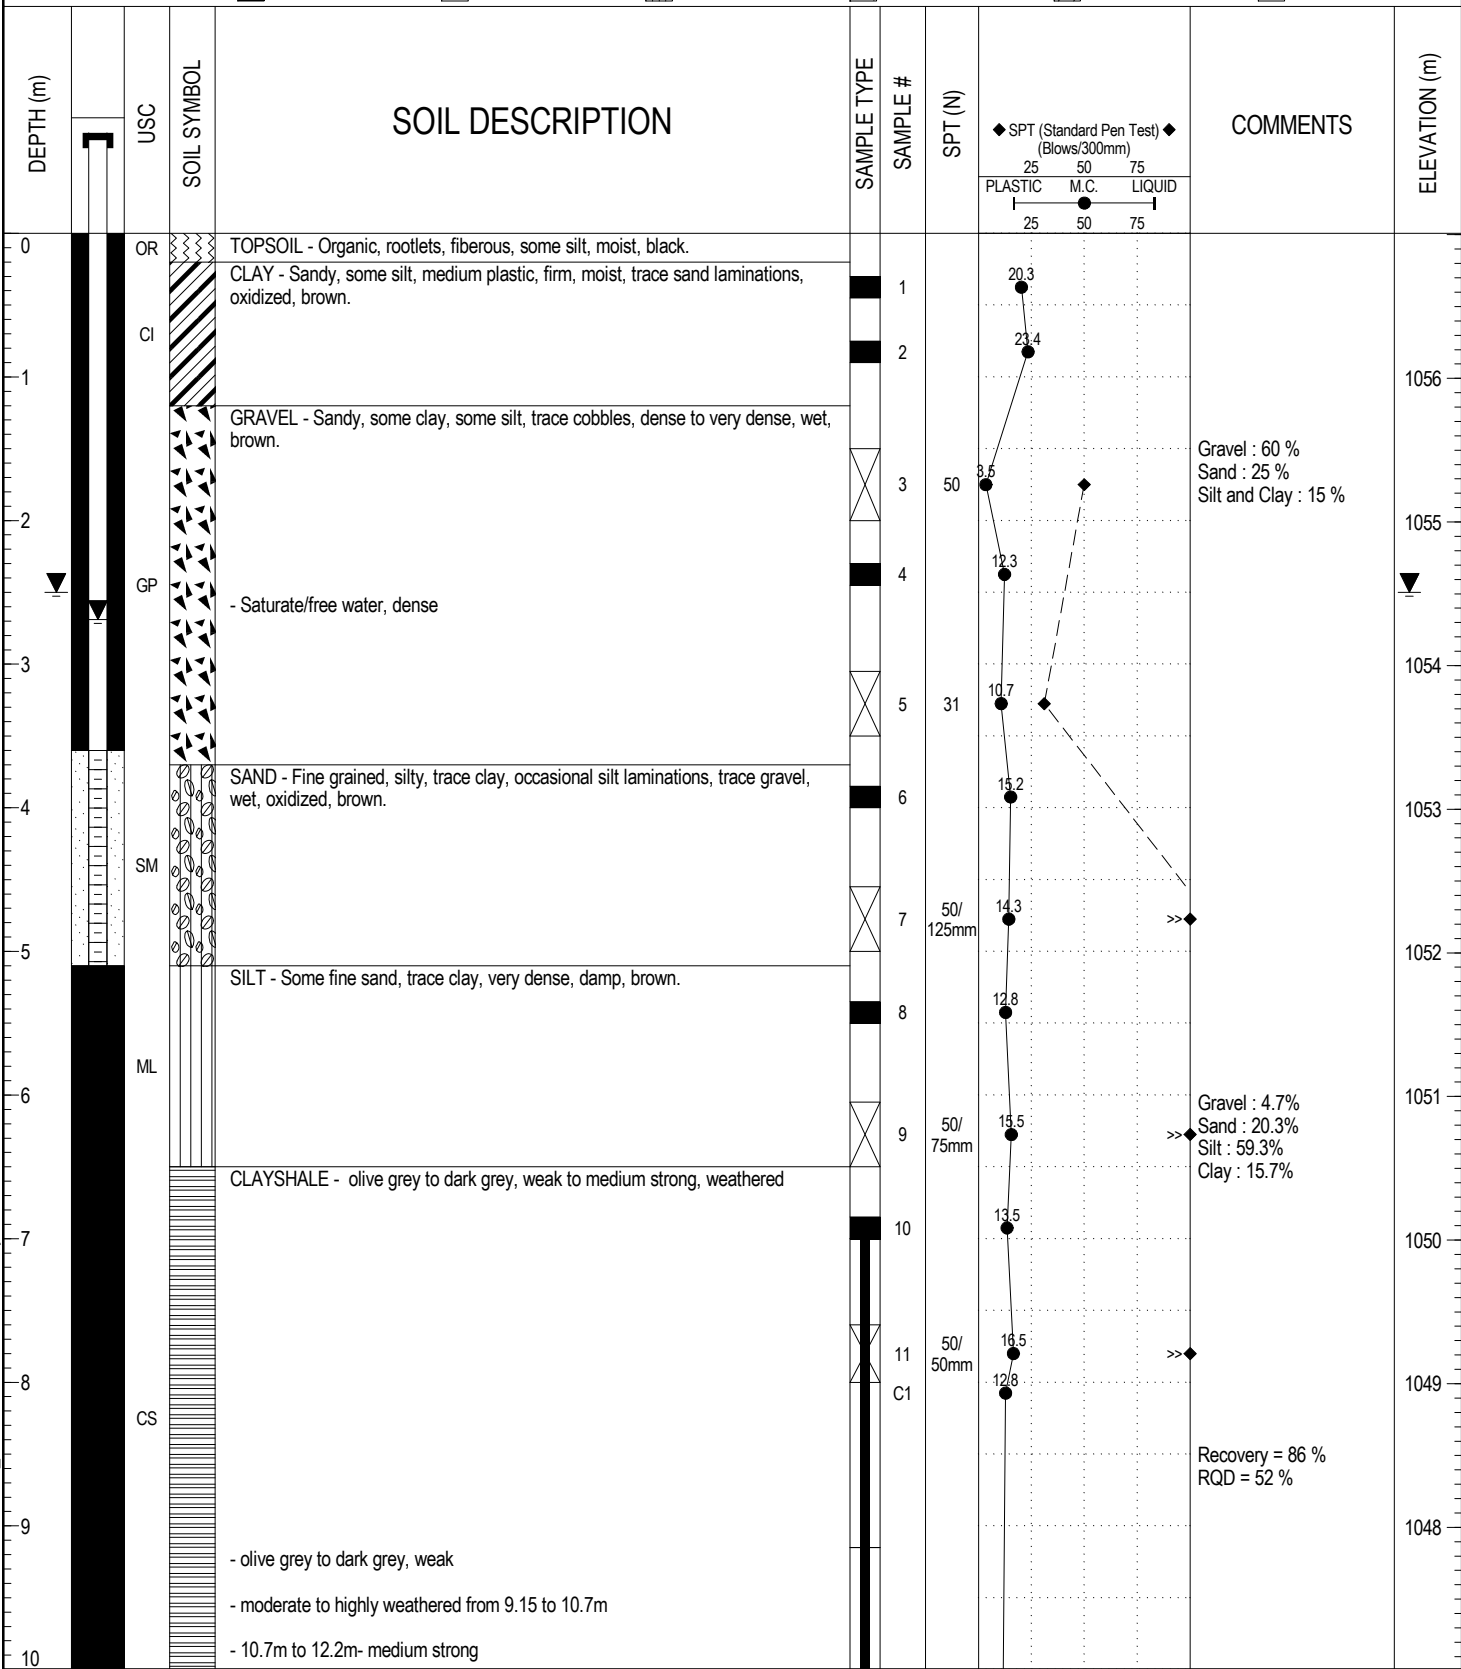 DEPTH (m)
USC
SOIL SYMBOL
SOIL DESCRIPTION
SAMPLE TYPE
SAMPLE #
SPT (N)
◆ SPT (Standard Pen Test) ◆
(Blows/300mm)
25 50 75
PLASTIC M.C. LIQUID
25 50 75
COMMENTS
ELEVATION (m)
0
OR
TOPSOIL - Organic, rootlets, fiberous, some silt, moist, black.
CLAY - Sandy, some silt, medium plastic, firm, moist, trace sand laminations,
oxidized, brown.
1
20.3
CI
2
23.4
1
1056
GRAVEL - Sandy, some clay, some silt, trace cobbles, dense to very dense, wet,
brown.
Gravel : 60 %
Sand : 25 %
Silt and Clay : 15 %
3
50
3.5
2
1055
4
12.3
GP
- Saturate/free water, dense
3
1054
5
31
10.7
SAND - Fine grained, silty, trace clay, occasional silt laminations, trace gravel,
wet, oxidized, brown.
6
15.2
4
1053
SM
7
50/
125mm
14.3
>>
5
1052
SILT - Some fine sand, trace clay, very dense, damp, brown.
8
12.8
ML
6
1051
9
50/
75mm
15.5
>>
Gravel : 4.7%
Sand : 20.3%
Silt : 59.3%
Clay : 15.7%
CLAYSHALE - olive grey to dark grey, weak to medium strong, weathered
10
13.5
7
1050
11
50/
50mm
16.5
>>
8
1049
C1
12.8
CS
Recovery = 86 %
RQD = 52 %
9
1048
- olive grey to dark grey, weak
- moderate to highly weathered from 9.15 to 10.7m
- 10.7m to 12.2m- medium strong
10